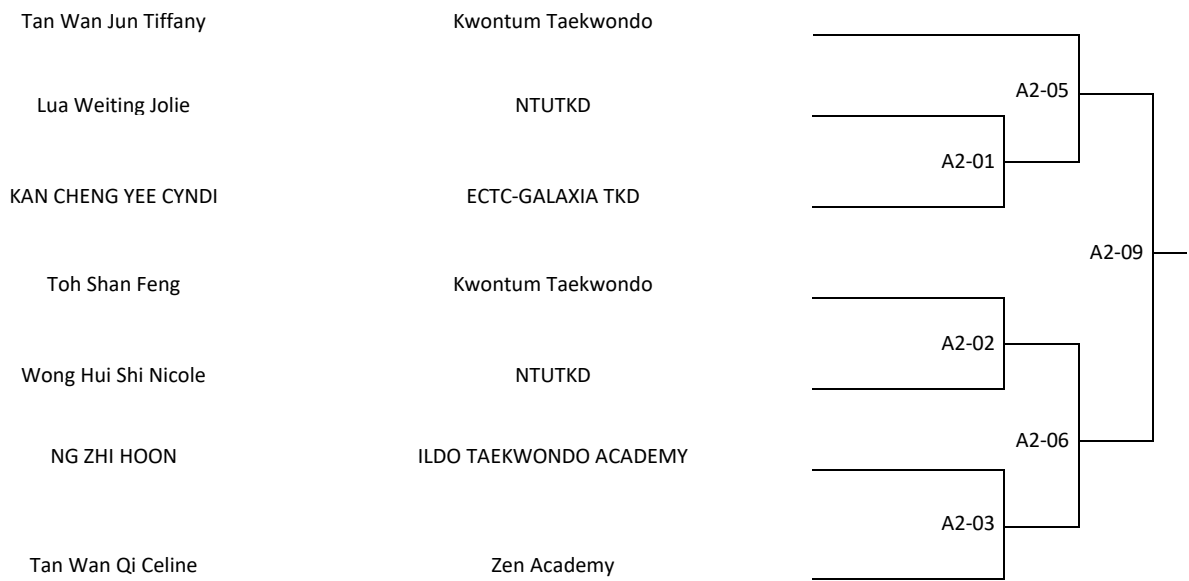 Tan Wan Jun Tiffany Kwontum Taekwondo
A2-05
Lua Weiting Jolie NTUTKD
A2-01
KAN CHENG YEE CYNDI ECTC-GALAXIA TKD
A2-09
Toh Shan Feng Kwontum Taekwondo
A2-02
Wong Hui Shi Nicole NTUTKD
A2-06
NG ZHI HOON ILDO TAEKWONDO ACADEMY
A2-03
Tan Wan Qi Celine Zen Academy